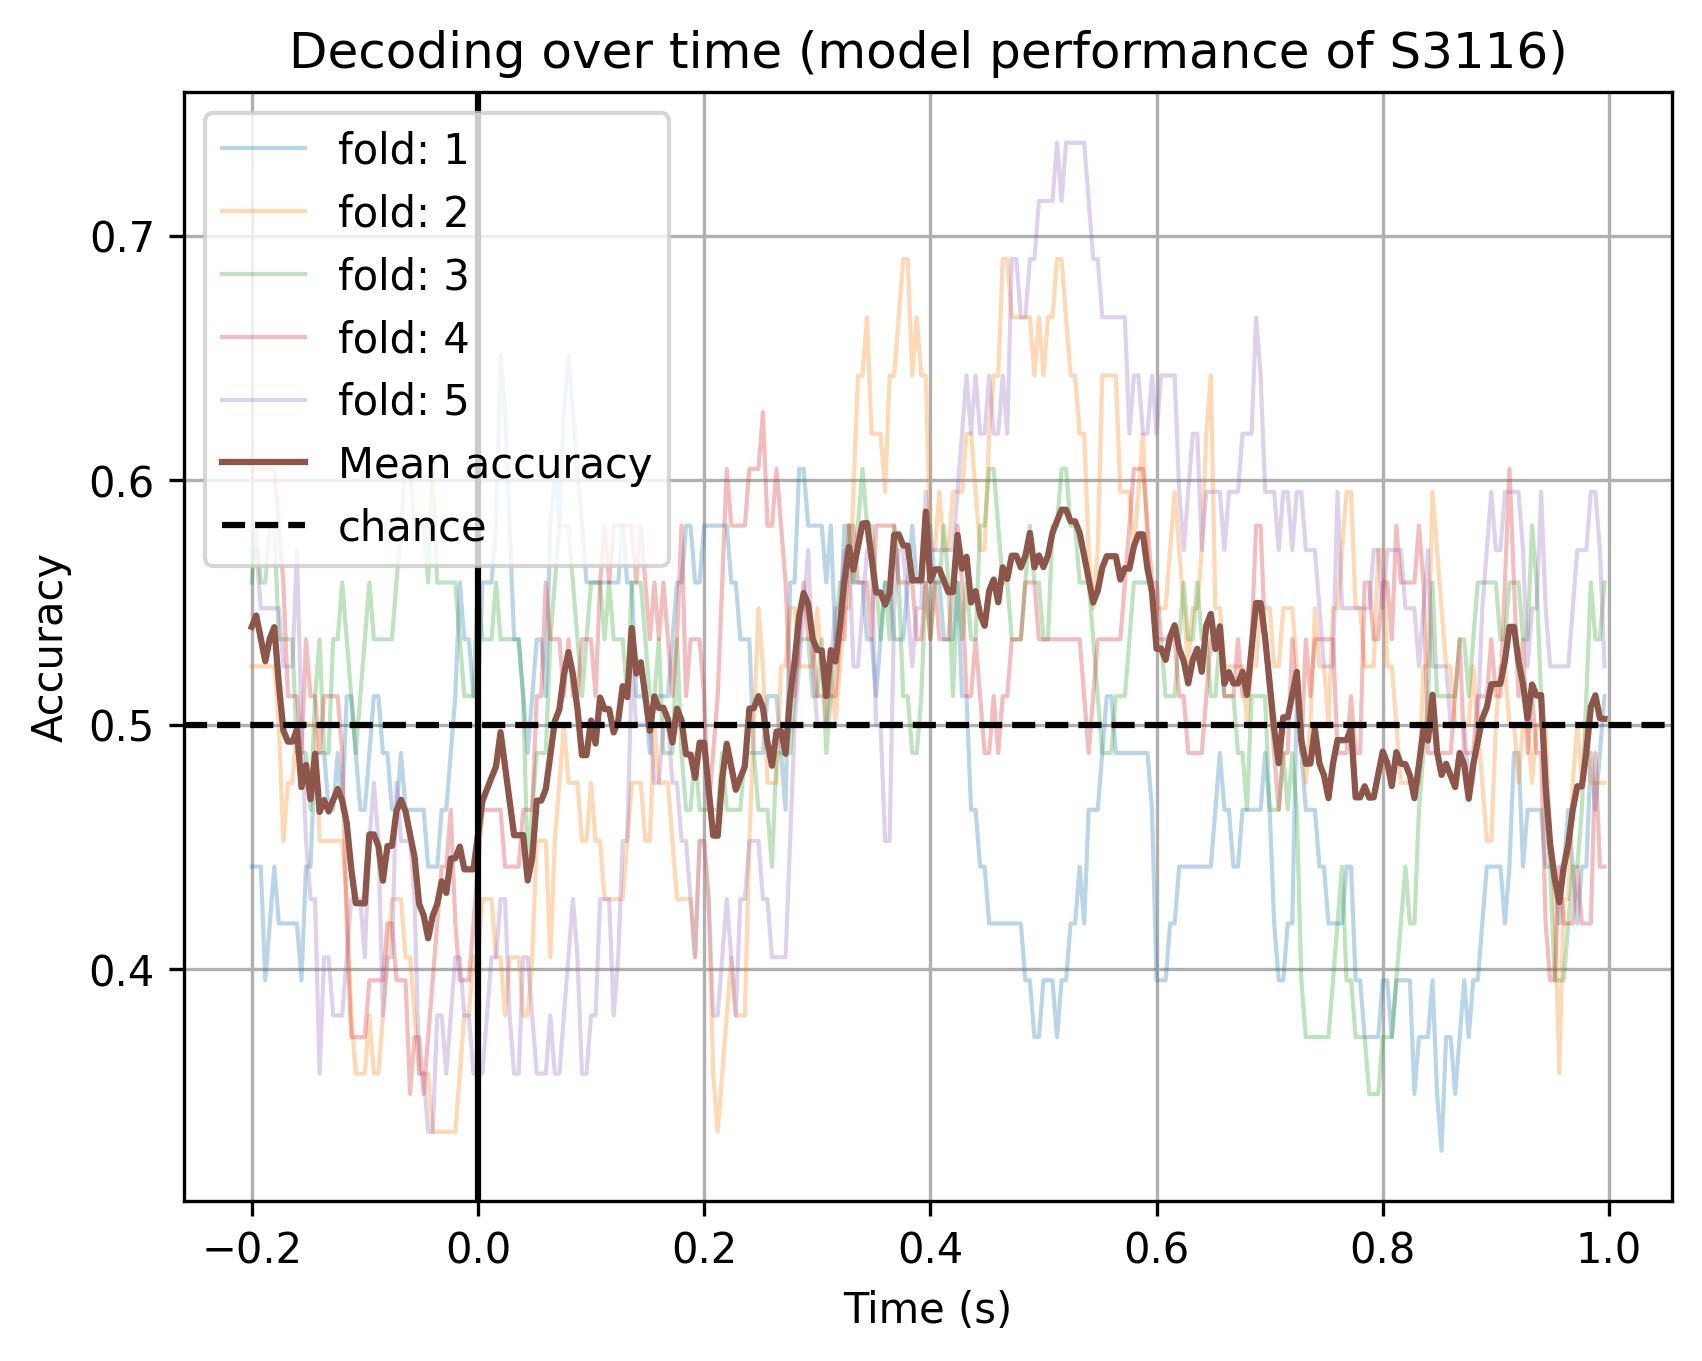 Decoding over time (model performance of S3116)
fold: 1
fold: 2
fold: 3
fold: 4
fold: 5
Mean accuracy
chance
Accuracy
0.7
0.6
0.5
0.4
−0.2 0.0 0.2 0.4 0.6 0.8 1.0
Time (s)